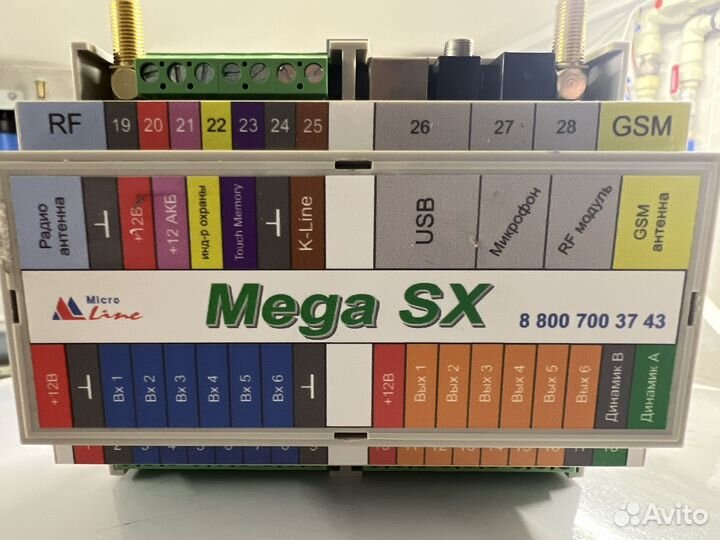 RF 19 20 21 22 23 24 25 26 27 28 GSM
Радио антенна
+12В
+12 АКБ
инд-р охраны
Touch Memory
K-Line
USB
Микрофон
RF модуль
GSM антенна
Micro Line
Mega SX
8 800 700 37 43
+12В Вх 1 Вх 2 Вх 3 Вх 4 Вх 5 Вх 6 +12В Вых 1 Вых 2 Вых 3 Вых 4 Вых 5 Вых 6 Динамик В Динамик А
Avito